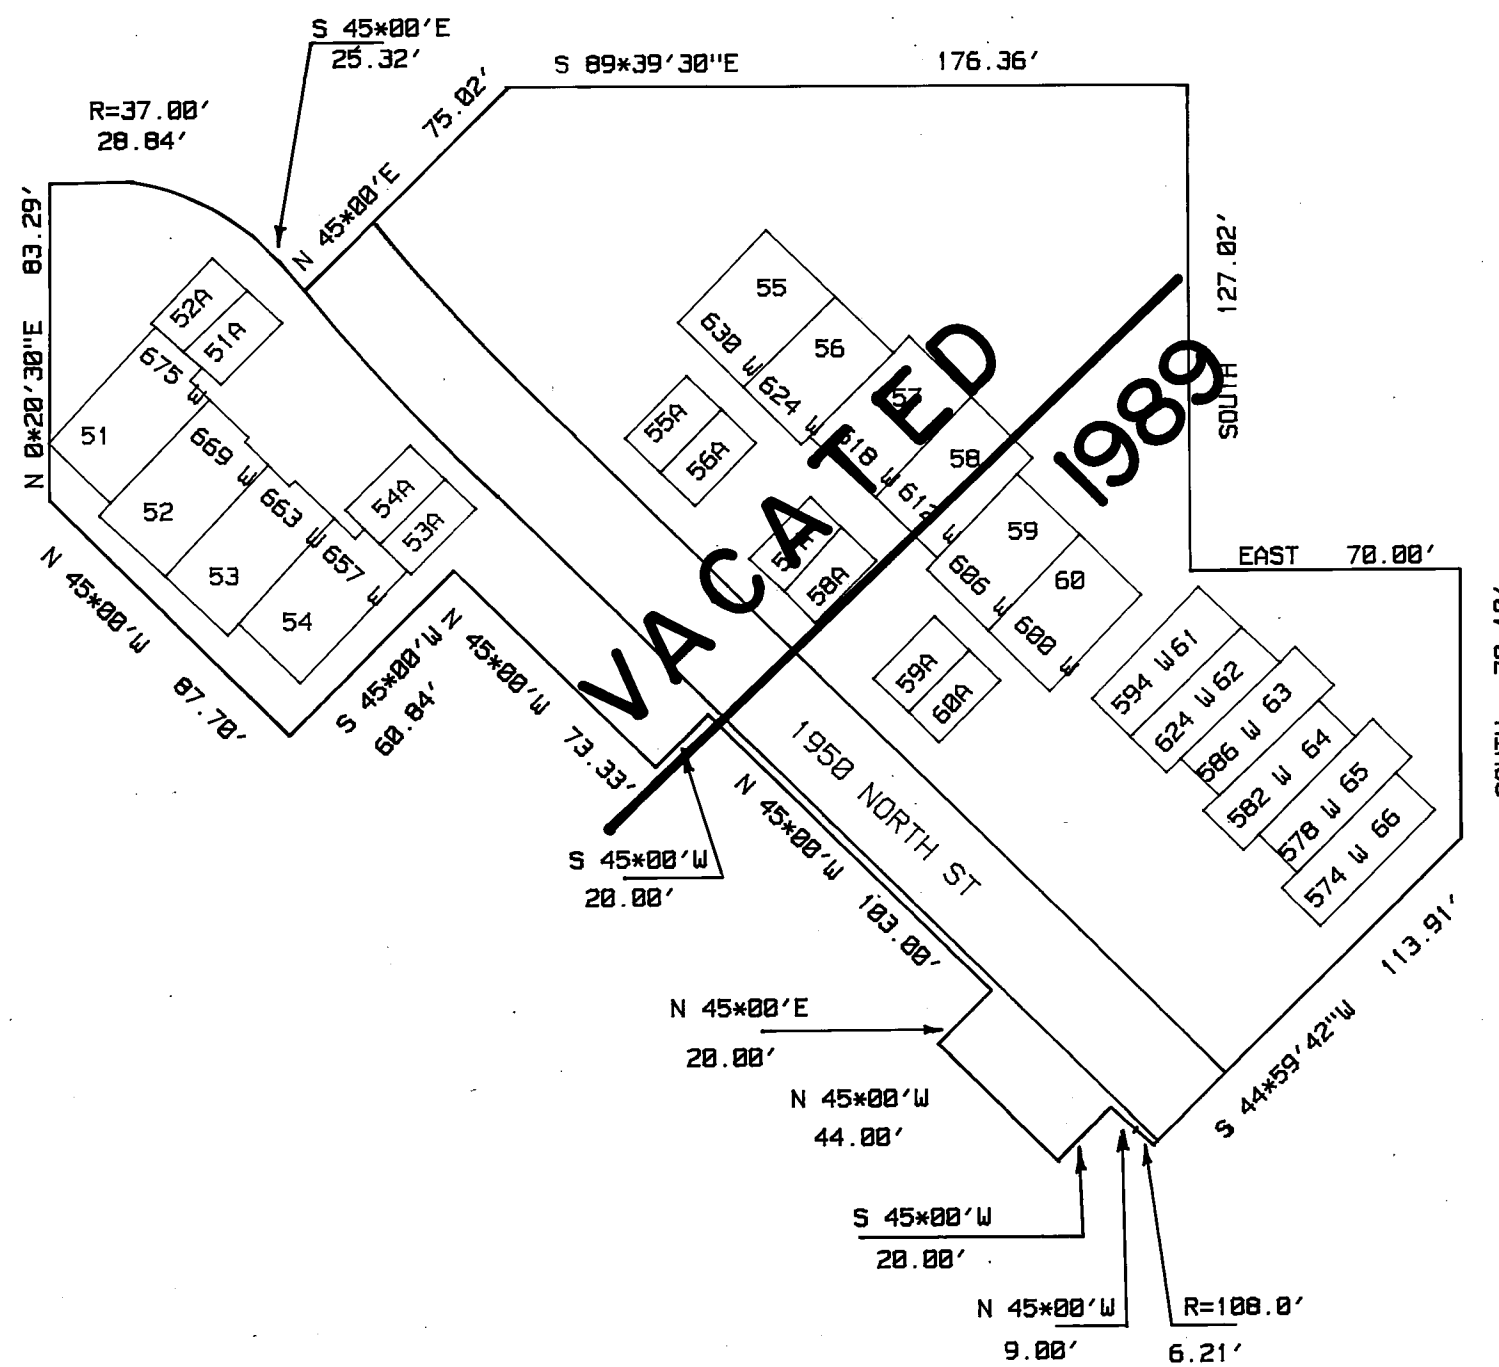 S 45*00'E
25.32'
S 89*39'30"E 176.36'
R=37.00'
28.84'
N 45*00'E 75.02'
N 0*20'30"E 83.29'
SOUTH 127.02'
52A
51A
675 W
51
669 W
52
663 W
53
657 W
54
54A
53A
55
630 W
56
624 W
57
618 W
58
612 W
59
606 W
60
600 W
55A
56A
58A
59A
60A
VACATED
1989
EAST 70.00'
594 W 61
624 W 62
586 W 63
582 W 64
578 W 65
574 W 66
N 45*00'W 87.70'
S 45*00'W
60.84'
N 45*00'W 73.33'
S 45*00'W
20.00'
1950 NORTH ST
N 45*00'W 103.00'
N 45*00'E
20.00'
N 45*00'W
44.00'
S 44*59'42"W 113.91'
S 45*00'W
20.00'
N 45*00'W
9.00'
R=108.0'
6.21'